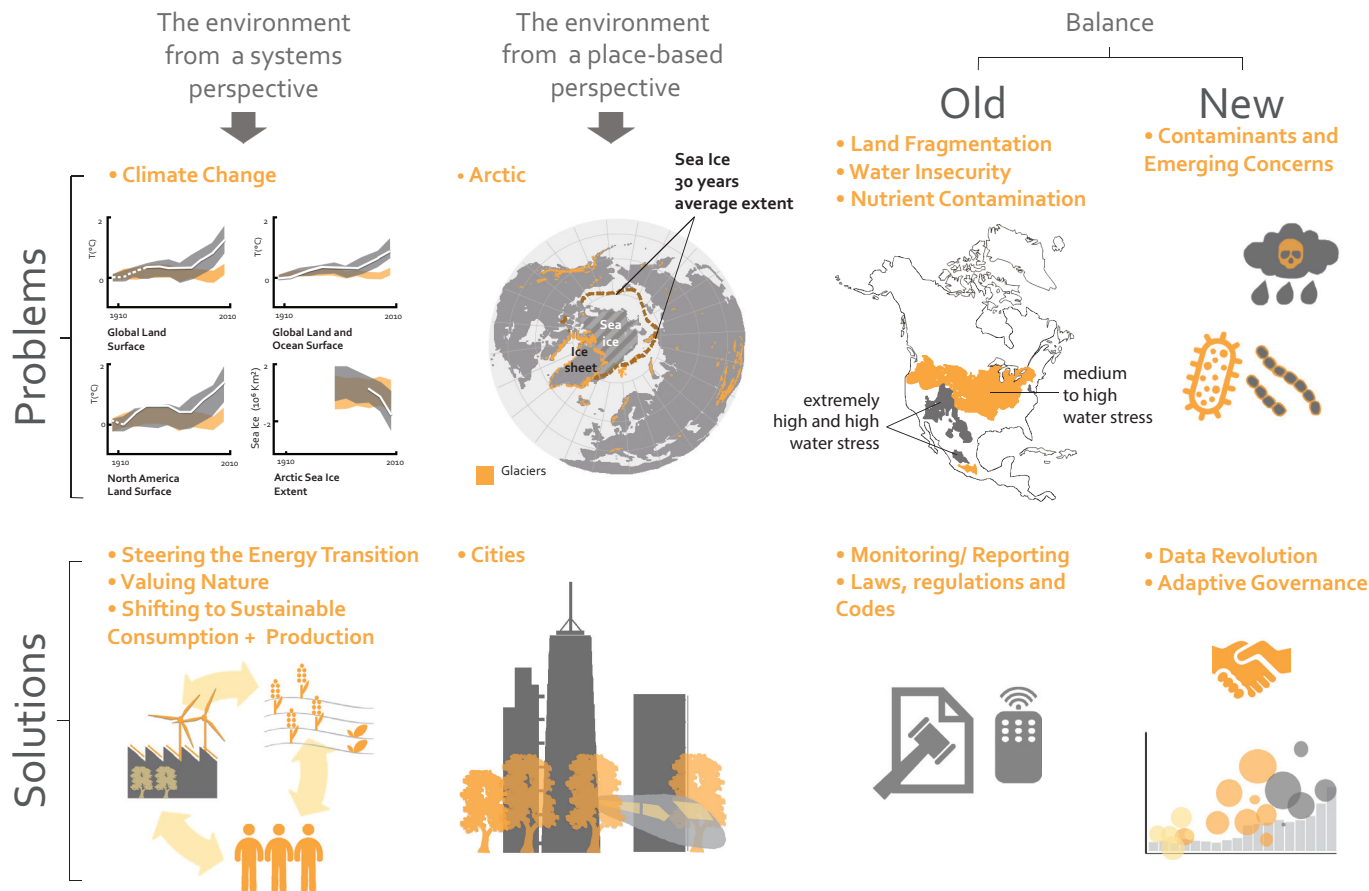 The environment
from a systems
perspective
The environment
from a place-based
perspective
Balance
Old
New
Problems
• Climate Change
2
T(°C)
0
1910
2010
Global Land
Surface
2
T(°C)
0
1910
2010
Global Land and
Ocean Surface
2
T(°C)
0
1910
2010
North America
Land Surface
2
Sea Ice (10⁶ Km²)
-2
1910
2010
Arctic Sea Ice
Extent
• Arctic
Sea Ice
30 years
average extent
Sea
ice
Ice
sheet
Glaciers
• Land Fragmentation
• Water Insecurity
• Nutrient Contamination
extremely
high and high
water stress
medium
to high
water stress
• Contaminants and
Emerging Concerns
Solutions
• Steering the Energy Transition
• Valuing Nature
• Shifting to Sustainable
Consumption + Production
• Cities
• Monitoring/ Reporting
• Laws, regulations and
Codes
• Data Revolution
• Adaptive Governance